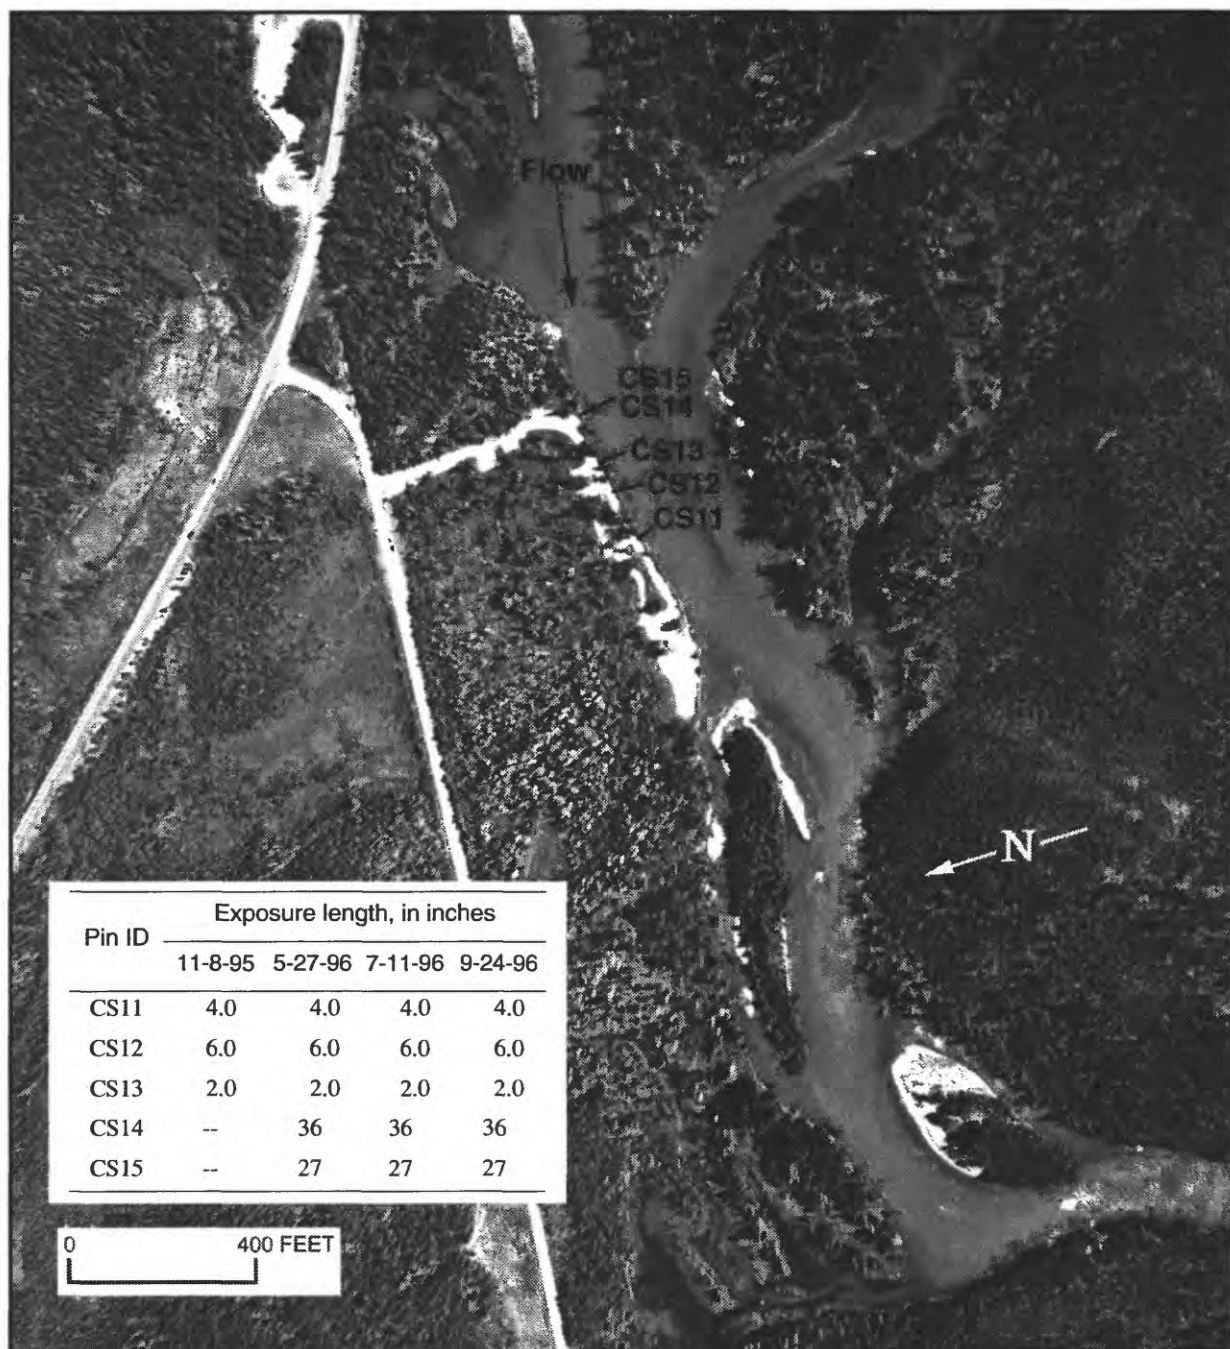 Flow
CS15
CS14
CS13
CS12
CS11
N
Pin ID Exposure length, in inches
11-8-95 5-27-96 7-11-96 9-24-96
CS11 4.0 4.0 4.0 4.0
CS12 6.0 6.0 6.0 6.0
CS13 2.0 2.0 2.0 2.0
CS14 -- 36 36 36
CS15 -- 27 27 27
0 400 FEET